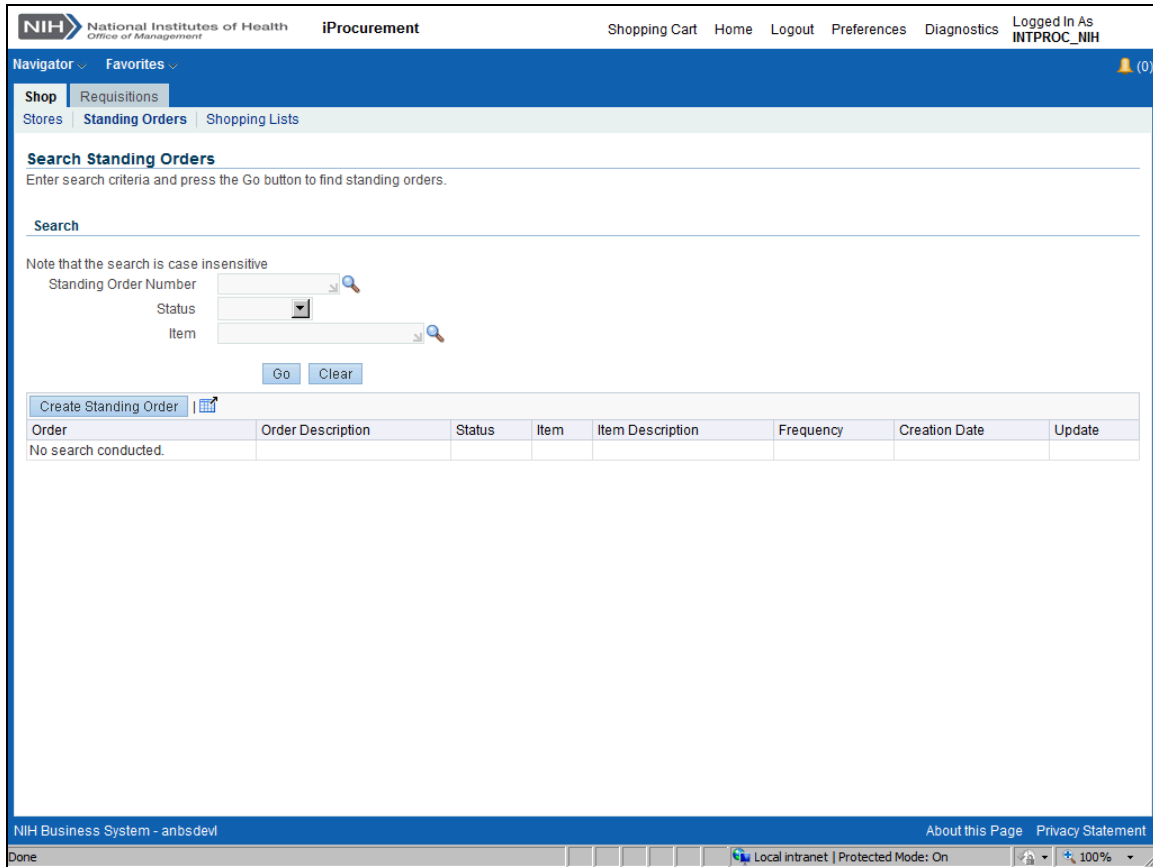 NIH National Institutes of Health iProcurement Shopping Cart Home Logout Preferences Diagnostics Logged In As
Office of Management INTPROC_NIH
Navigator Favorites (0)
Shop Requisitions
Stores Standing Orders Shopping Lists
Search Standing Orders
Enter search criteria and press the Go button to find standing orders.
Search
Note that the search is case insensitive
Standing Order Number
Status
Item
Go Clear
Create Standing Order
Order Order Description Status Item Item Description Frequency Creation Date Update
No search conducted.
NIH Business System - anbsdevl About this Page Privacy Statement
Done Local intranet | Protected Mode: On 100%